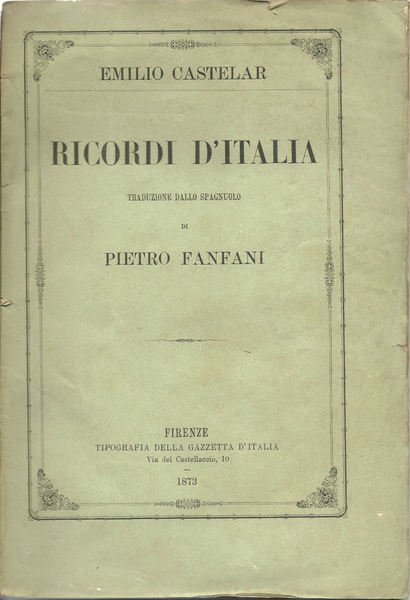 EMILIO CASTELAR
RICORDI D'ITALIA
TRADUZIONE DALLO SPAGNUOLO
DI
PIETRO FANFANI
FIRENZE
TIPOGRAFIA DELLA GAZZETTA D'ITALIA
Via del Castellaccio, 10
—
1873